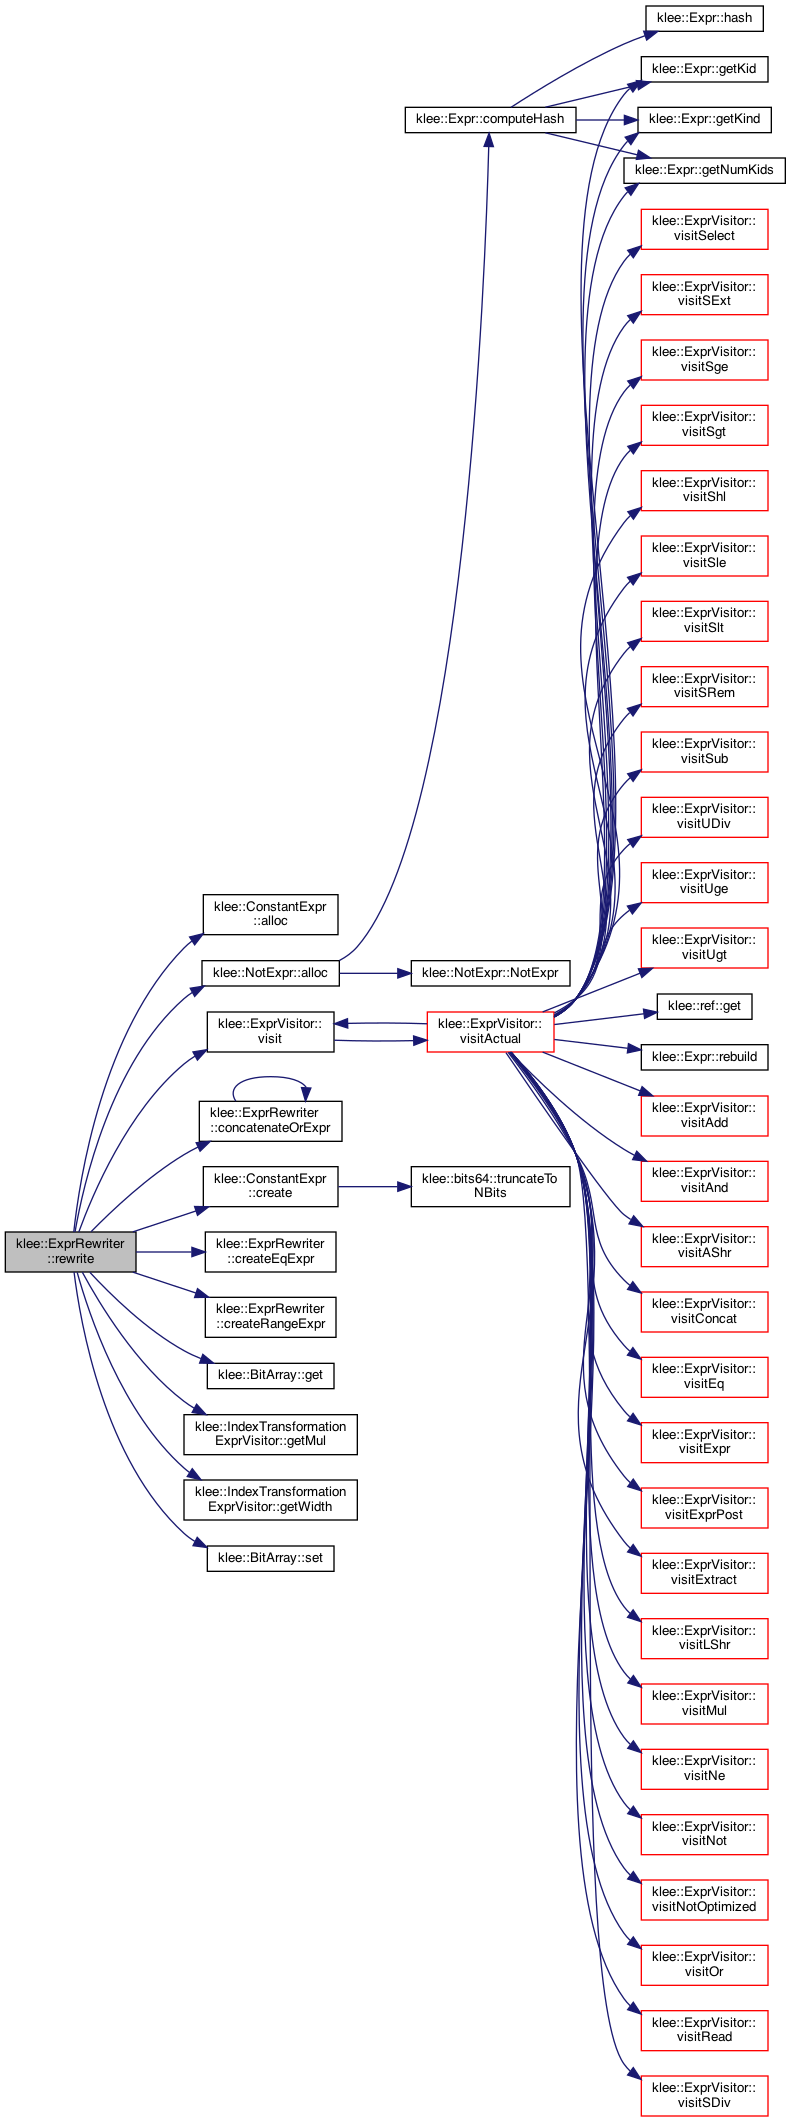 klee::ExprRewriter
::rewrite
klee::ConstantExpr
::alloc
klee::NotExpr::alloc
klee::ExprVisitor::
visit
klee::ExprRewriter
::concatenateOrExpr
klee::ConstantExpr
::create
klee::ExprRewriter
::createEqExpr
klee::ExprRewriter
::createRangeExpr
klee::BitArray::get
klee::IndexTransformation
ExprVisitor::getMul
klee::IndexTransformation
ExprVisitor::getWidth
klee::BitArray::set
klee::Expr::computeHash
klee::NotExpr::NotExpr
klee::ExprVisitor::
visitActual
klee::bits64::truncateTo
NBits
klee::Expr::hash
klee::Expr::getKid
klee::Expr::getKind
klee::Expr::getNumKids
klee::ExprVisitor::
visitSelect
klee::ExprVisitor::
visitSExt
klee::ExprVisitor::
visitSge
klee::ExprVisitor::
visitSgt
klee::ExprVisitor::
visitShl
klee::ExprVisitor::
visitSle
klee::ExprVisitor::
visitSlt
klee::ExprVisitor::
visitSRem
klee::ExprVisitor::
visitSub
klee::ExprVisitor::
visitUDiv
klee::ExprVisitor::
visitUge
klee::ExprVisitor::
visitUgt
klee::ref::get
klee::Expr::rebuild
klee::ExprVisitor::
visitAdd
klee::ExprVisitor::
visitAnd
klee::ExprVisitor::
visitAShr
klee::ExprVisitor::
visitConcat
klee::ExprVisitor::
visitEq
klee::ExprVisitor::
visitExpr
klee::ExprVisitor::
visitExprPost
klee::ExprVisitor::
visitExtract
klee::ExprVisitor::
visitLShr
klee::ExprVisitor::
visitMul
klee::ExprVisitor::
visitNe
klee::ExprVisitor::
visitNot
klee::ExprVisitor::
visitNotOptimized
klee::ExprVisitor::
visitOr
klee::ExprVisitor::
visitRead
klee::ExprVisitor::
visitSDiv